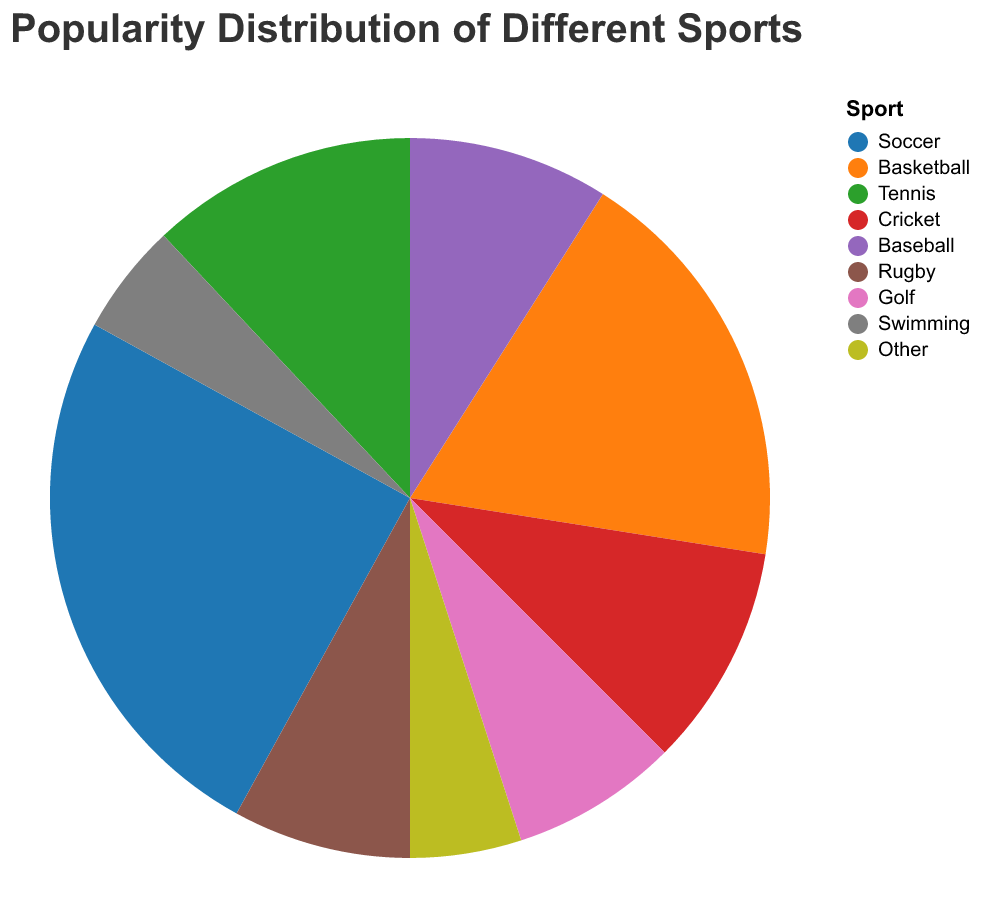 Popularity Distribution of Different Sports
Sport
Soccer
Basketball
Tennis
Cricket
Baseball
Rugby
Golf
Swimming
Other